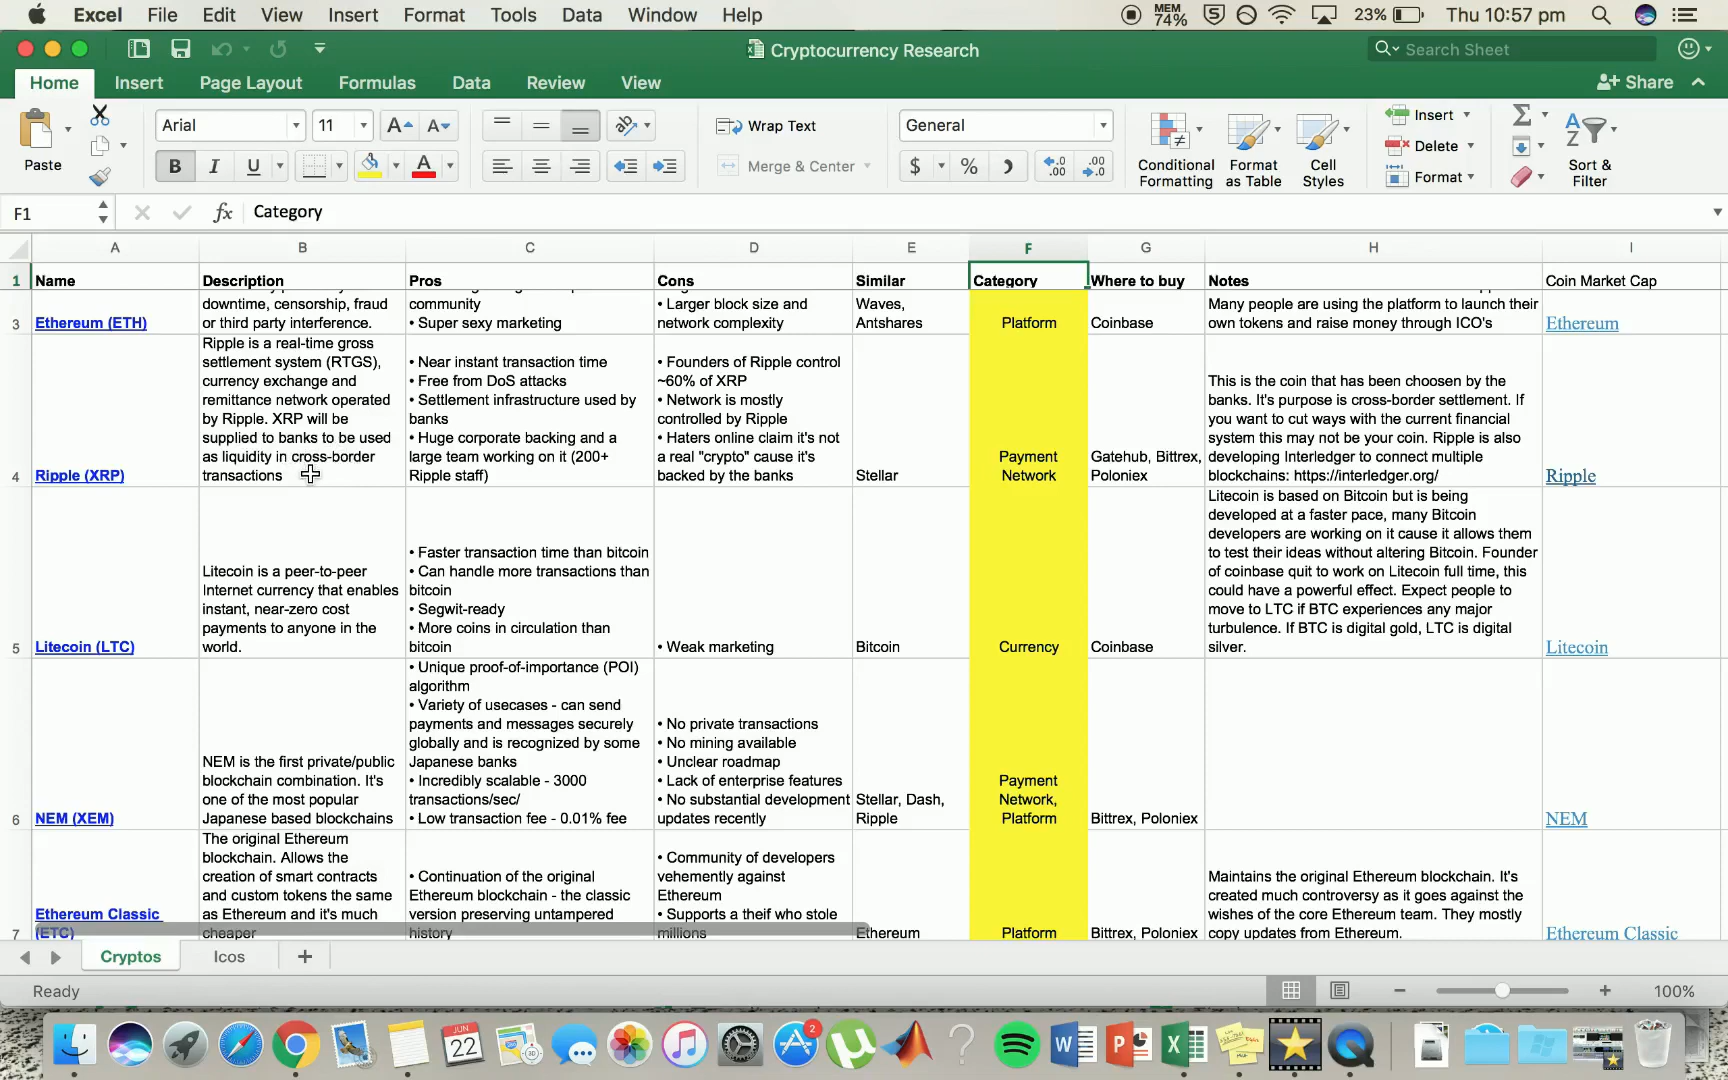 Excel File Edit View Insert Format Tools Data Window Help MEM 74% 23% Thu 10:57 pm
Cryptocurrency Research Search Sheet
Home Insert Page Layout Formulas Data Review View Share
Arial 11 Wrap Text General Insert
Paste B I U A Merge & Center $ % Conditional Formatting Format as Table Cell Styles Delete Format Sort & Filter
F1 fx Category
A B C D E F G H I
1 Name Description Pros Cons Similar Category Where to buy Notes Coin Market Cap
downtime, censorship, fraud
or third party interference.
community
• Super sexy marketing
• Larger block size and
network complexity
Waves,
Antshares
Many people are using the platform to launch their
own tokens and raise money through ICO's
3 Ethereum (ETH) Platform Coinbase Ethereum
Ripple is a real-time gross
settlement system (RTGS),
currency exchange and
remittance network operated
by Ripple. XRP will be
supplied to banks to be used
as liquidity in cross-border
transactions
• Near instant transaction time
• Free from DoS attacks
• Settlement infrastructure used by
banks
• Huge corporate backing and a
large team working on it (200+
Ripple staff)
• Founders of Ripple control
~60% of XRP
• Network is mostly
controlled by Ripple
• Haters online claim it's not
a real "crypto" cause it's
backed by the banks
Stellar
Payment
Network
Gatehub, Bittrex,
Poloniex
This is the coin that has been choosen by the
banks. It's purpose is cross-border settlement. If
you want to cut ways with the current financial
system this may not be your coin. Ripple is also
developing Interledger to connect multiple
blockchains: https://interledger.org/
4 Ripple (XRP) Ripple
Litecoin is a peer-to-peer
Internet currency that enables
instant, near-zero cost
payments to anyone in the
world.
• Faster transaction time than bitcoin
• Can handle more transactions than
bitcoin
• Segwit-ready
• More coins in circulation than
bitcoin
• Weak marketing
Bitcoin
Currency
Coinbase
Litecoin is based on Bitcoin but is being
developed at a faster pace, many Bitcoin
developers are working on it cause it allows them
to test their ideas without altering Bitcoin. Founder
of coinbase quit to work on Litecoin full time, this
could have a powerful effect. Expect people to
move to LTC if BTC experiences any major
turbulence. If BTC is digital gold, LTC is digital
silver.
5 Litecoin (LTC) Litecoin
NEM is the first private/public
blockchain combination. It's
one of the most popular
Japanese based blockchains
• Unique proof-of-importance (POI)
algorithm
• Variety of usecases - can send
payments and messages securely
globally and is recognized by some
Japanese banks
• Incredibly scalable - 3000
transactions/sec/
• Low transaction fee - 0.01% fee
• No private transactions
• No mining available
• Unclear roadmap
• Lack of enterprise features
• No substantial development
updates recently
Stellar, Dash,
Ripple
Payment
Network,
Platform
Bittrex, Poloniex
6 NEM (XEM) NEM
The original Ethereum
blockchain. Allows the
creation of smart contracts
and custom tokens the same
as Ethereum and it's much
cheaper
• Continuation of the original
Ethereum blockchain - the classic
version preserving untampered
history
• Community of developers
vehemently against
Ethereum
• Supports a theif who stole
millions
Ethereum
Platform
Bittrex, Poloniex
Maintains the original Ethereum blockchain. It's
created much controversy as it goes against the
wishes of the core Ethereum team. They mostly
copy updates from Ethereum.
7 Ethereum Classic
(ETC)
Ethereum Classic
Cryptos Icos
Ready 100%
JUN 22 2